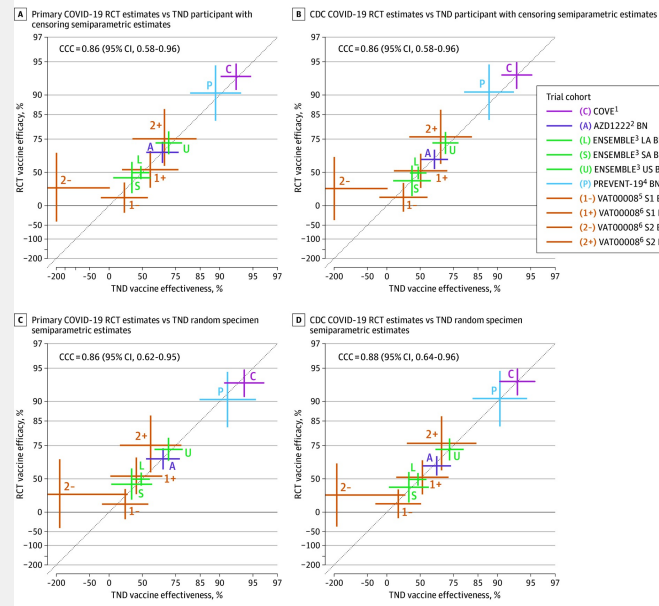 A Primary COVID-19 RCT estimates vs TND participant with
censoring semiparametric estimates
97
95
90
85
75
50
0
-50
-100
-200
RCT vaccine efficacy, %
CCC = 0.86 (95% CI, 0.58-0.96)
C
P
2+
A
U
L
1+
S
2-
1-
-200
-50
0
50
75
85
90
95
97
TND vaccine effectiveness, %
B CDC COVID-19 RCT estimates vs TND participant with censoring semiparametric estimates
97
95
90
85
75
50
0
-50
-100
-200
RCT vaccine efficacy, %
CCC = 0.86 (95% CI, 0.58-0.96)
C
P
2+
U
A
L
1+
S
2-
1-
-200
-50
0
50
75
85
90
95
97
TND vaccine effectiveness, %
Trial cohort
(C) COVE1
(A) AZD12222 BN
(L) ENSEMBLE3 LA B
(S) ENSEMBLE3 SA B
(U) ENSEMBLE3 US B
(P) PREVENT-194 BN
(1-) VAT000085 S1 
(1+) VAT000086 S1 
(2-) VAT000086 S2 
(2+) VAT000086 S2 
C Primary COVID-19 RCT estimates vs TND random specimen
semiparametric estimates
97
95
90
85
75
50
0
-50
-100
-200
RCT vaccine efficacy, %
CCC = 0.86 (95% CI, 0.62-0.95)
C
P
2+
U
A
L
1+
S
2-
1-
-200
-50
0
50
75
85
90
95
97
TND vaccine effectiveness, %
D CDC COVID-19 RCT estimates vs TND random specimen
semiparametric estimates
97
95
90
85
75
50
0
-50
-100
-200
RCT vaccine efficacy, %
CCC = 0.88 (95% CI, 0.64-0.96)
C
P
2+
U
A
L
1+
S
2-
1-
-200
-50
0
50
75
85
90
95
97
TND vaccine effectiveness, %